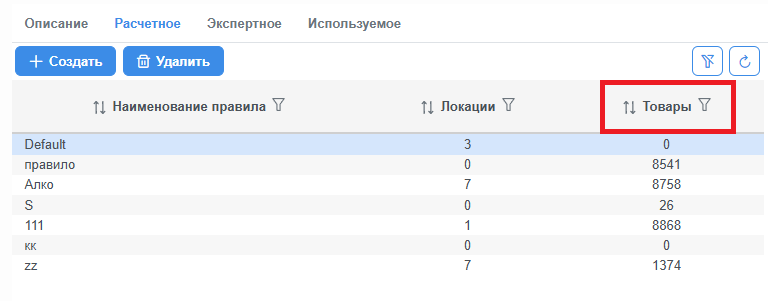 Описание Расчетное Экспертное Используемое
Создать Удалить
Наименование правила Локации Товары
Default 3 0
правило 0 8541
Алко 7 8758
S 0 26
111 1 8868
кк 0 0
zz 7 1374